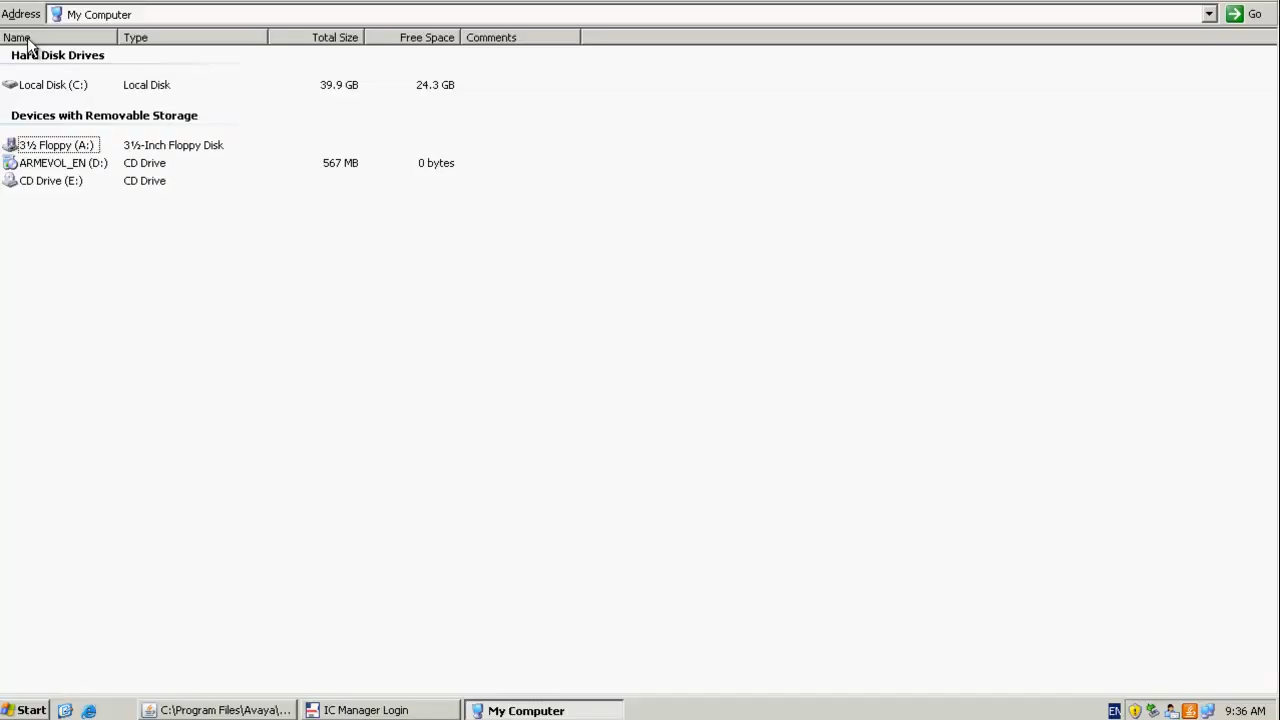 Address My Computer Go
Name Type Total Size Free Space Comments
Hard Disk Drives
Local Disk (C:) Local Disk 39.9 GB 24.3 GB
Devices with Removable Storage
3½ Floppy (A:) 3½-Inch Floppy Disk
ARMEVOL_EN (D:) CD Drive 567 MB 0 bytes
CD Drive (E:) CD Drive
Start C:\Program Files\Avaya\... IC Manager Login My Computer EN 9:36 AM